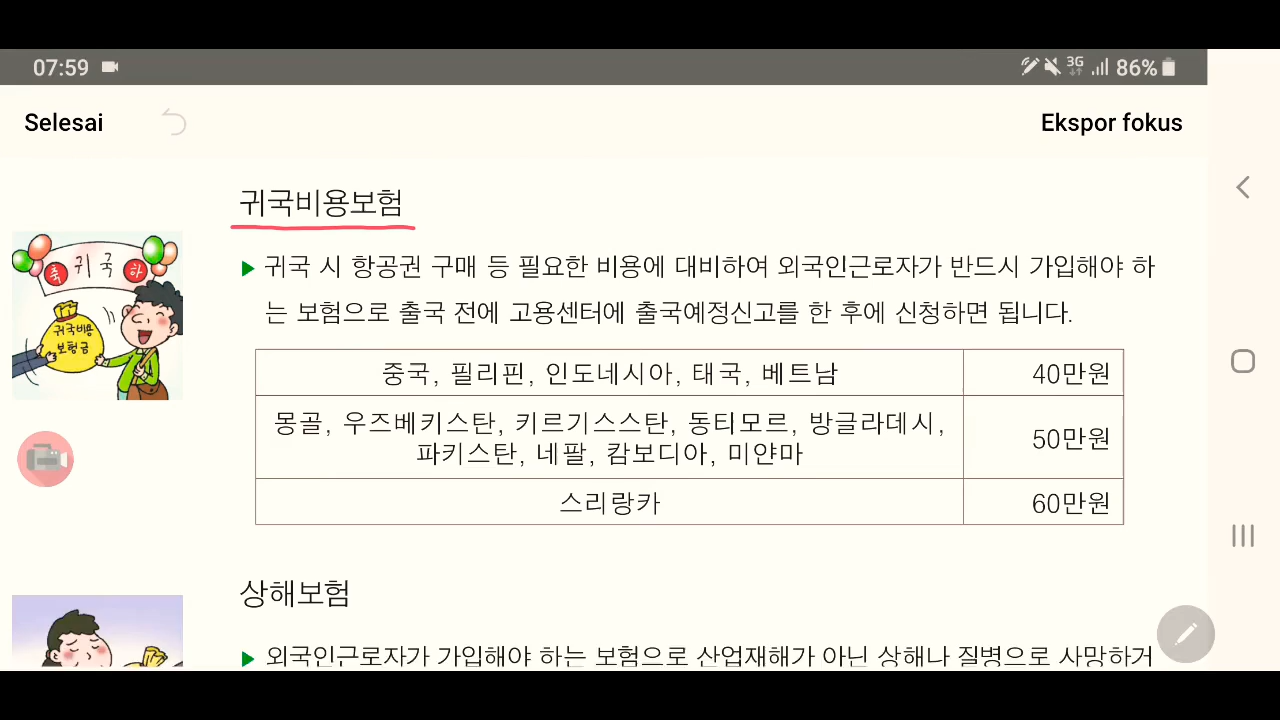 07:59
3G
86%
Selesai
Ekspor fokus
귀국비용보험
축 귀국 하
귀국비용
보험금
귀국 시 항공권 구매 등 필요한 비용에 대비하여 외국인근로자가 반드시 가입해야 하
는 보험으로 출국 전에 고용센터에 출국예정신고를 한 후에 신청하면 됩니다.
중국, 필리핀, 인도네시아, 태국, 베트남
40만원
몽골, 우즈베키스탄, 키르기스스탄, 동티모르, 방글라데시,
파키스탄, 네팔, 캄보디아, 미얀마
50만원
스리랑카
60만원
상해보험
외국인근로자가 가입해야 하는 보험으로 산업재해가 아닌 상해나 질병으로 사망하거